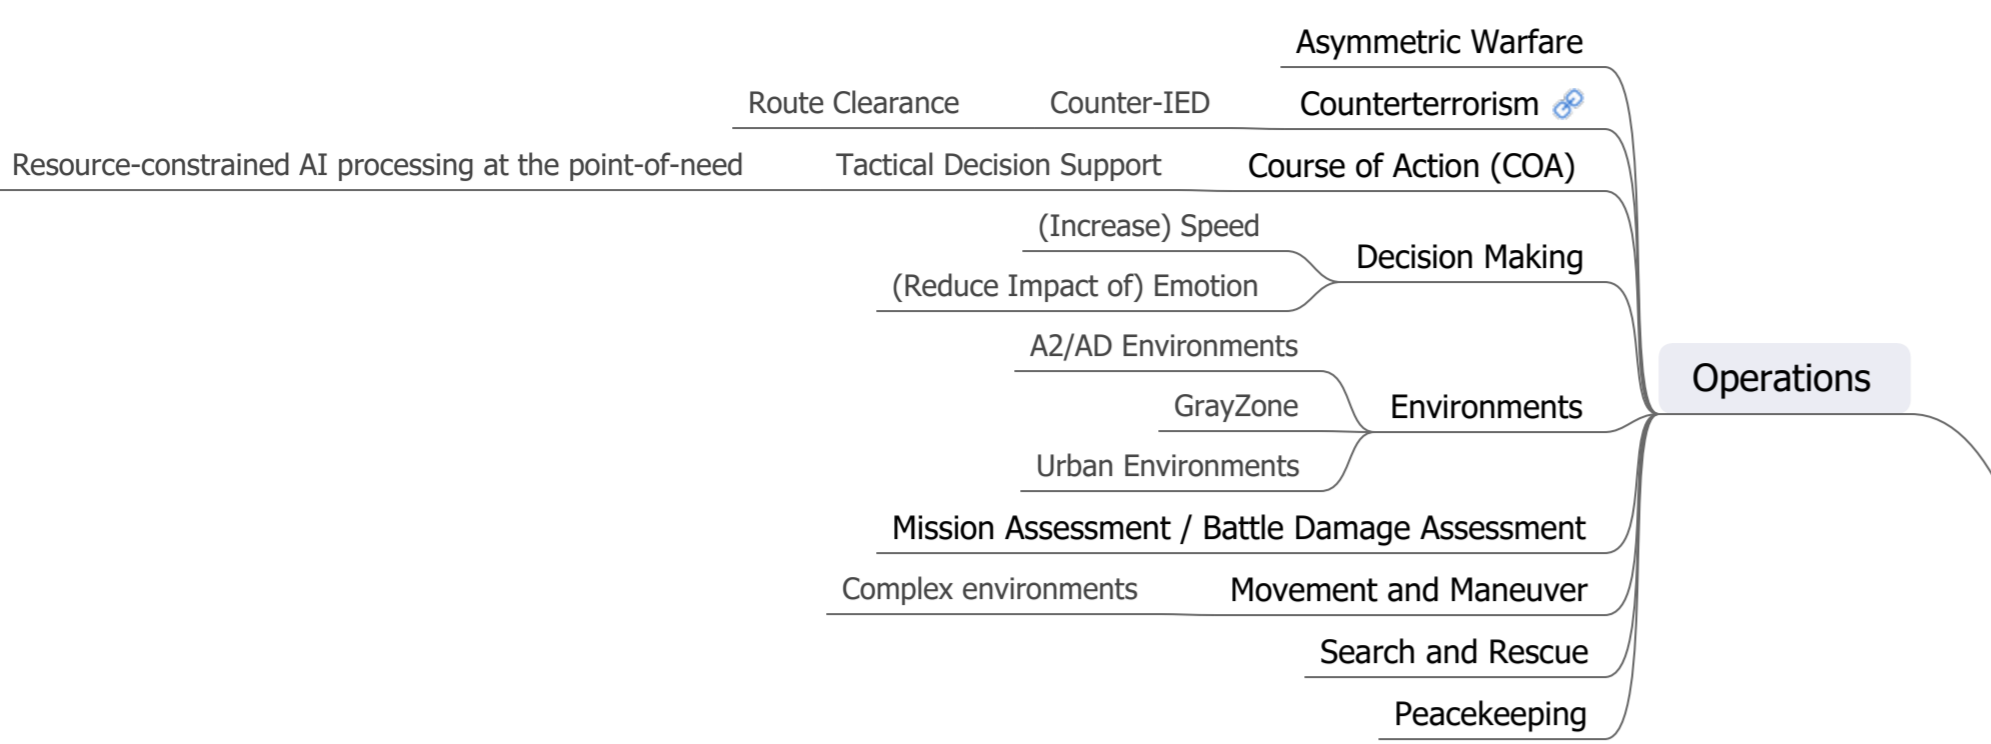 Asymmetric Warfare
Route Clearance Counter-IED Counterterrorism
Resource-constrained AI processing at the point-of-need Tactical Decision Support Course of Action (COA)
(Increase) Speed
Decision Making
(Reduce Impact of) Emotion
A2/AD Environments
Operations
GrayZone Environments
Urban Environments
Mission Assessment / Battle Damage Assessment
Complex environments Movement and Maneuver
Search and Rescue
Peacekeeping